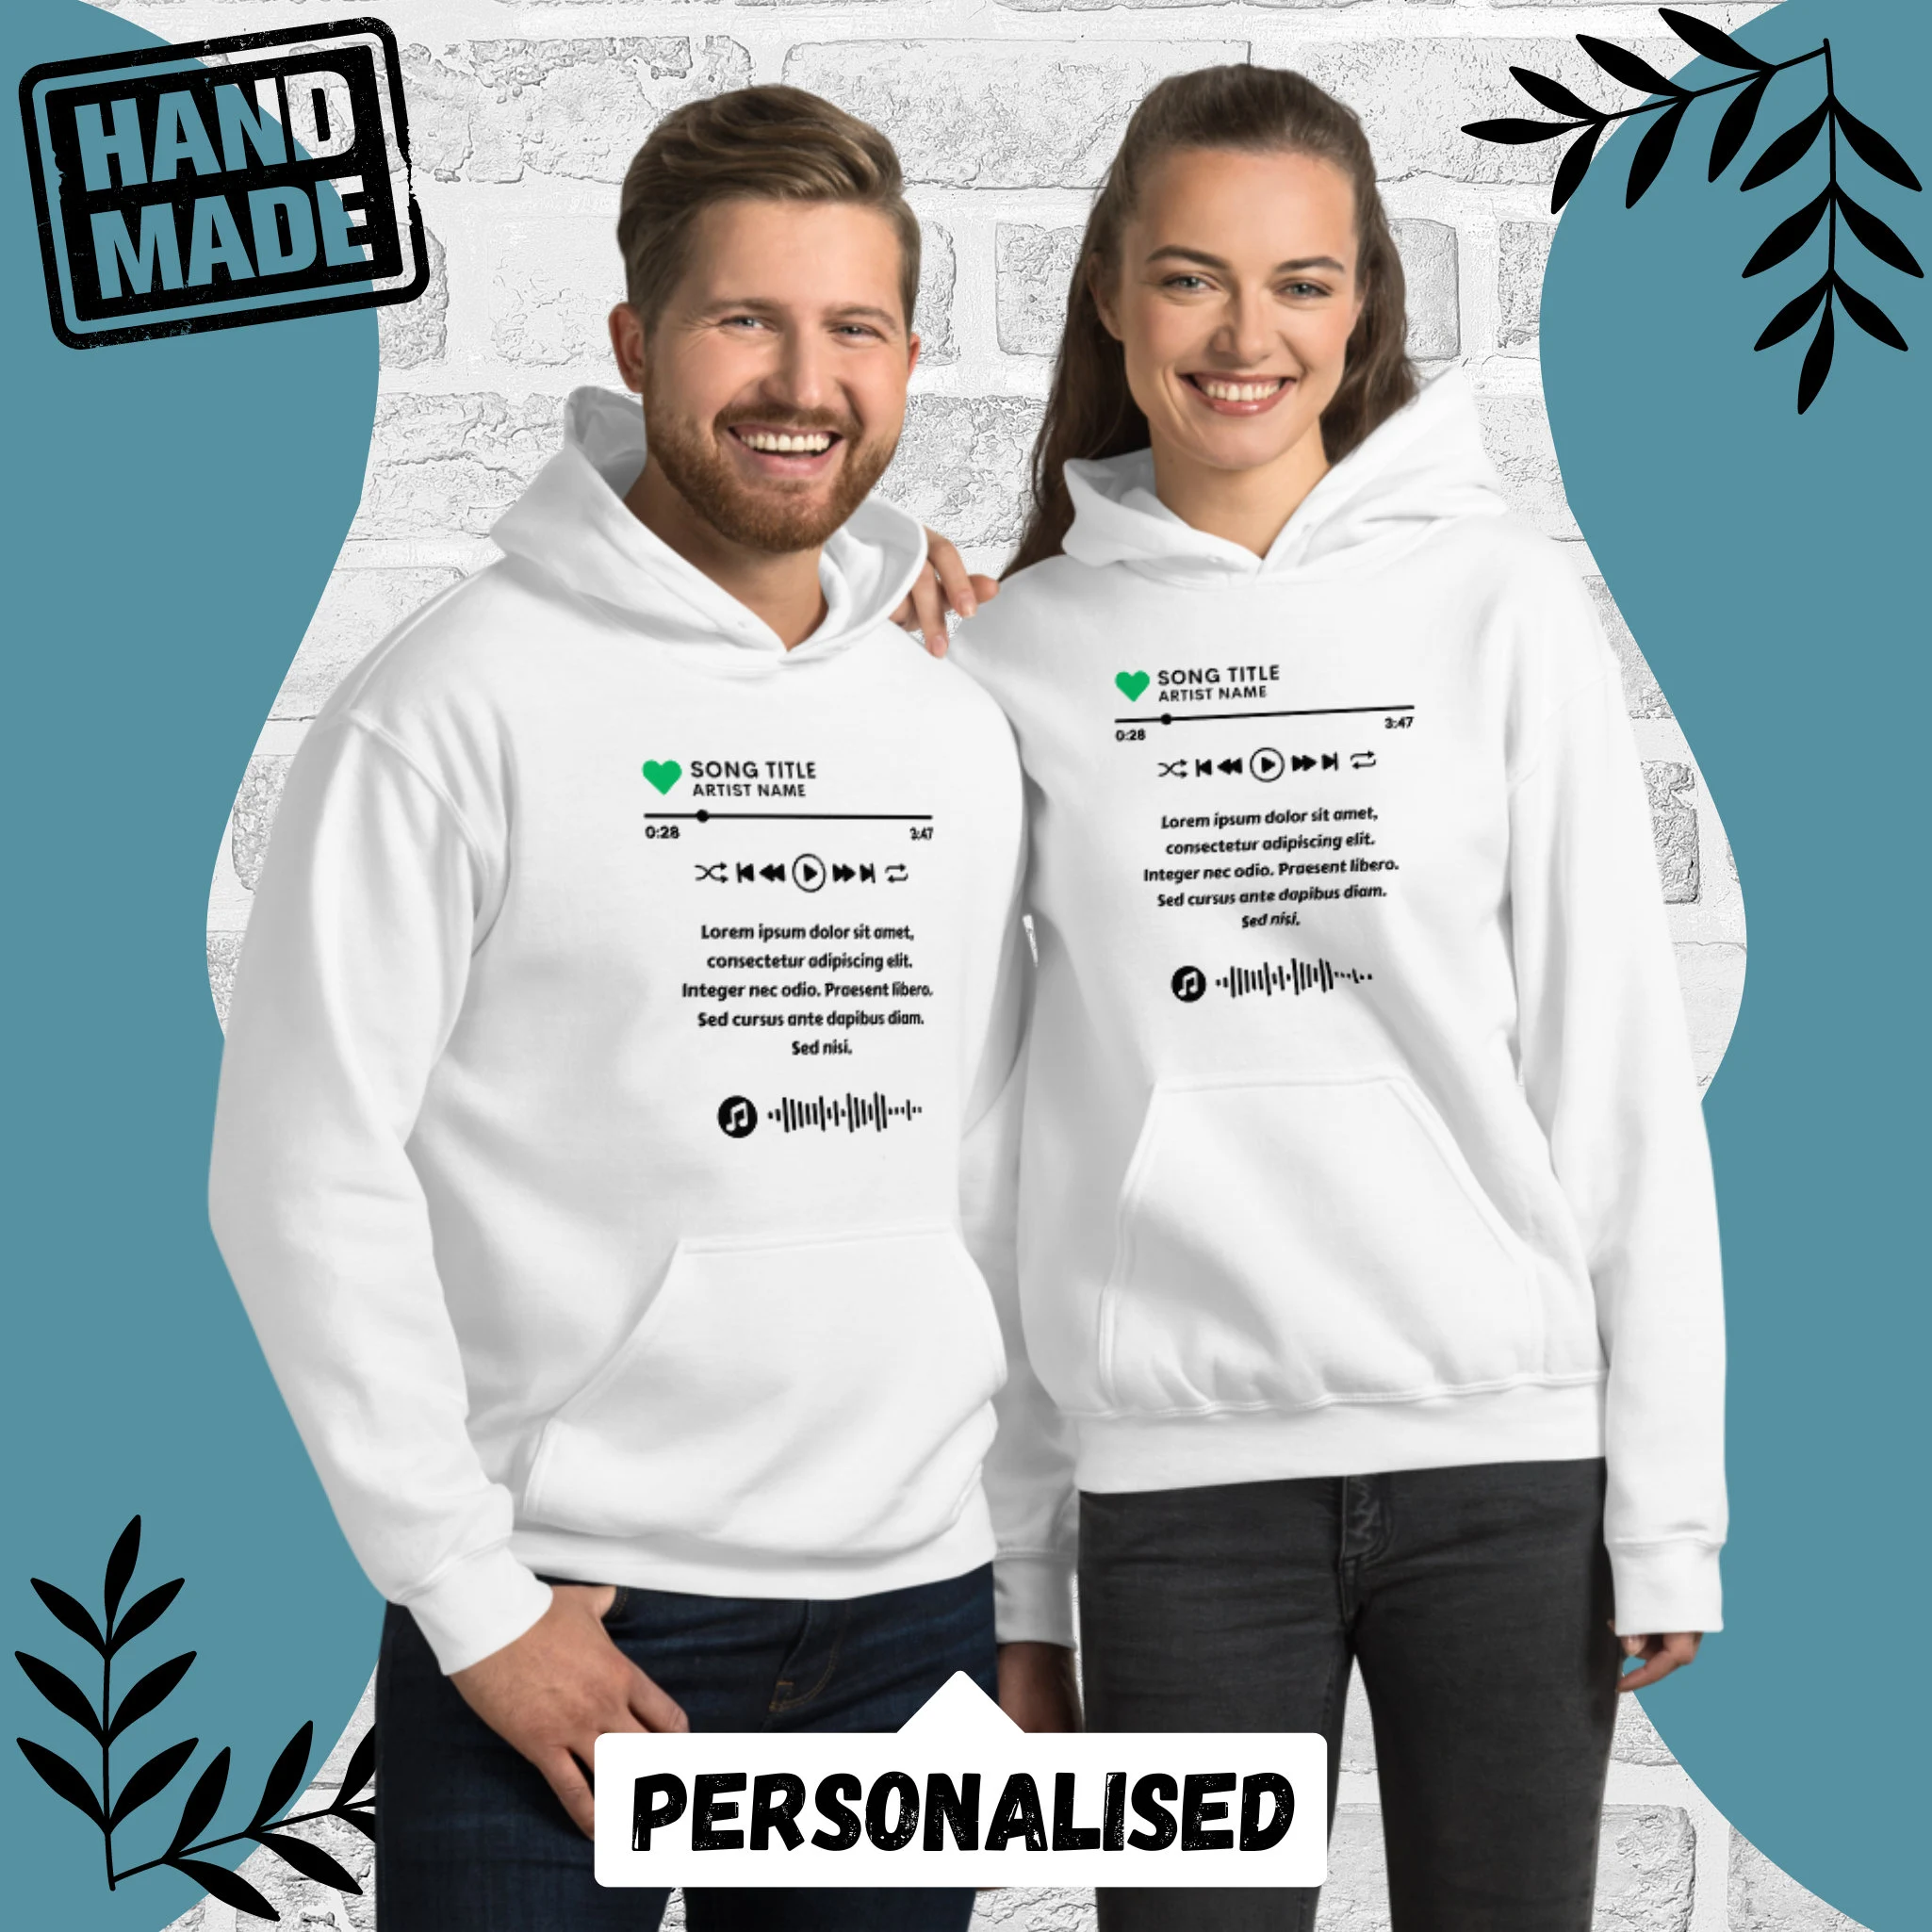 HAND
MADE
SONG TITLE
ARTIST NAME
0:28 3:47
Lorem ipsum dolor sit amet,
consectetur adipiscing elit.
Integer nec odio. Praesent libero.
Sed cursus ante dapibus diam.
Sed nisi.
SONG TITLE
ARTIST NAME
0:28 3:47
Lorem ipsum dolor sit amet,
consectetur adipiscing elit.
Integer nec odio. Praesent libero.
Sed cursus ante dapibus diam.
Sed nisi.
PERSONALISED